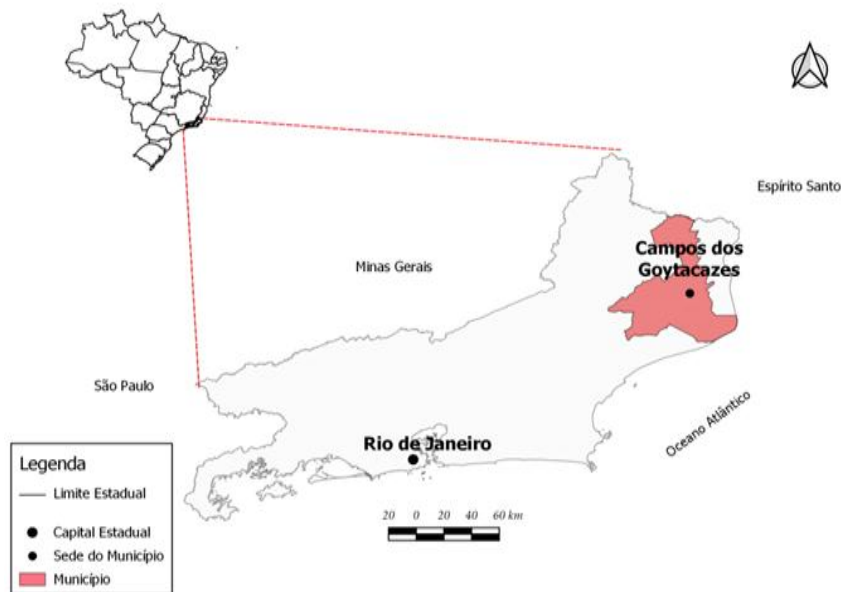 Espírito Santo
Campos dos
Goytacazes
Minas Gerais
São Paulo
Oceano Atlântico
Rio de Janeiro
Legenda
Limite Estadual
Capital Estadual
Sede do Município
Município
20 0 20 40 60 km